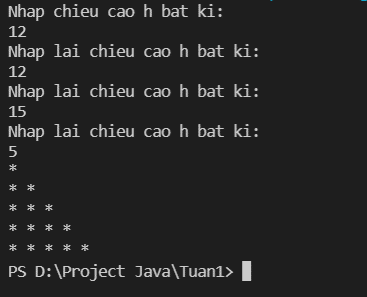 Nhap chieu cao h bat ki:
12
Nhap lai chieu cao h bat ki:
12
Nhap lai chieu cao h bat ki:
15
Nhap lai chieu cao h bat ki:
5
*
* *
* * *
* * * *
* * * * *
PS D:\Project Java\Tuan1>